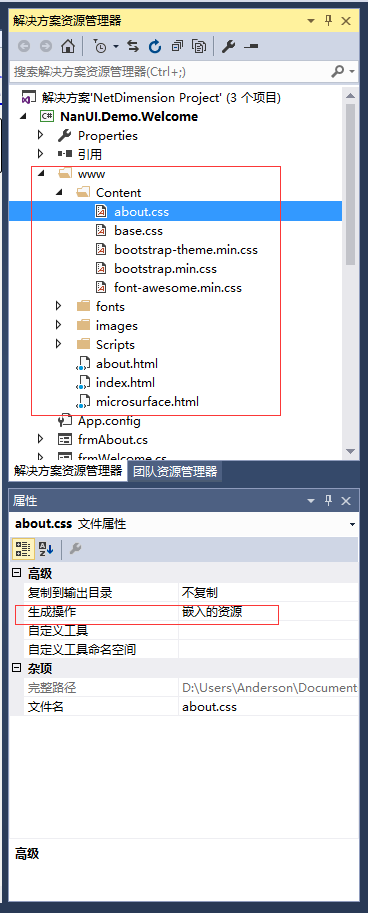 解决方案资源管理器
搜索解决方案资源管理器(Ctrl+;)
解决方案'NetDimension Project' (3 个项目)
NanUI.Demo.Welcome
Properties
引用
www
Content
about.css
base.css
bootstrap-theme.min.css
bootstrap.min.css
font-awesome.min.css
fonts
images
Scripts
about.html
index.html
microsurface.html
App.config
frmAbout.cs
frmWelcome.cs
解决方案资源管理器 团队资源管理器
属性
about.css 文件属性
高级
复制到输出目录 不复制
生成操作 嵌入的资源
自定义工具
自定义工具命名空间
杂项
完整路径 D:\Users\Anderson\Document
文件名 about.css
高级